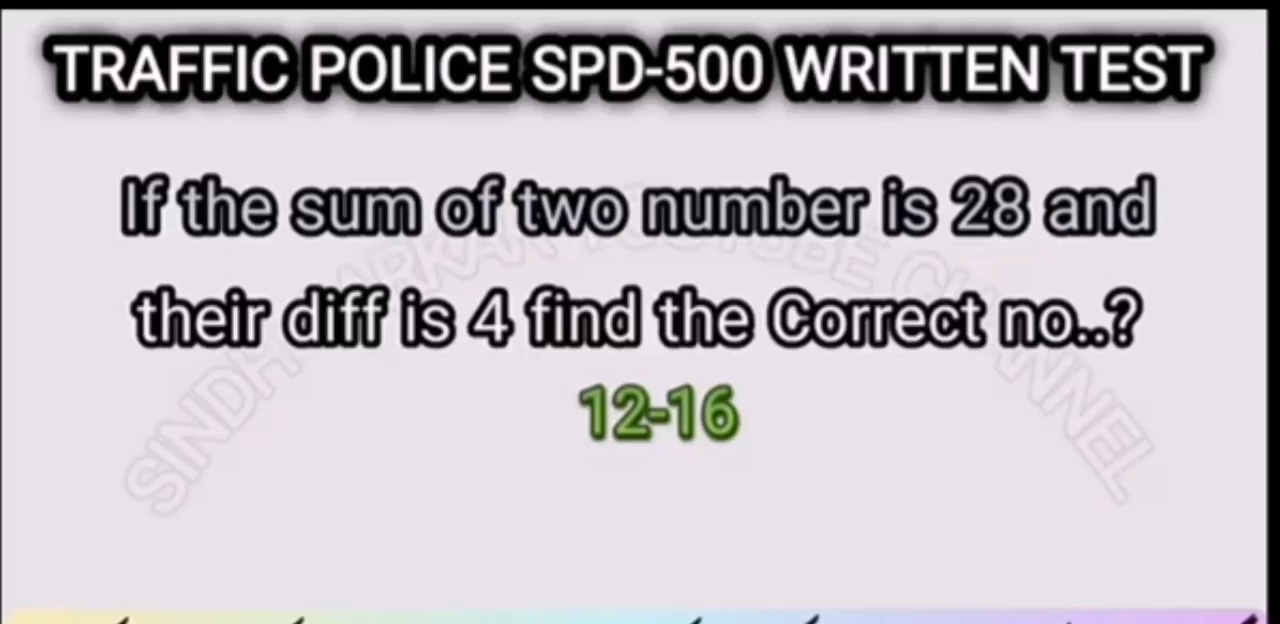 TRAFFIC POLICE SPD-500 WRITTEN TEST
If the sum of two number is 28 and
their diff is 4 find the Correct no..?
12-16